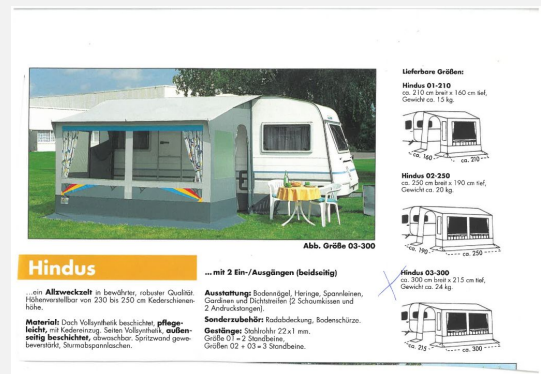 Lieferbare Größen:
Hindus 01-210
ca. 210 cm breit x 160 cm tief,
Gewicht ca. 15 kg.
ca. 160
ca. 210
Hindus 02-250
ca. 250 cm breit x 190 cm tief,
Gewicht ca. 20 kg.
ca. 190
ca. 250
Abb. Größe 03-300
Hindus
...ein Allzweckzelt in bewährter, robuster Qualität.
Höhenverstellbar von 230 bis 250 cm Kederschienen-
höhe.
Material: Dach Vollsynthetik beschichtet, pflege-
leicht, mit Kedereinzug. Seiten Vollsynthetik, außen-
seitig beschichtet, abwaschbar. Spritzwand gewe-
beverstärkt, Sturmabspannlaschen.
...mit 2 Ein-/Ausgängen (beidseitig)
Ausstattung: Bodennägel, Heringe, Spannleinen,
Gardinen und Dichtstreifen (2 Schaumkissen und
2 Andruckstangen).
Sonderzubehör: Radabdeckung, Bodenschürze.
Gestänge: Stahlrohr 22x1 mm.
Größe 01 = 2 Standbeine.
Größen 02 + 03 = 3 Standbeine.
Hindus 03-300
ca. 300 cm breit x 215 cm tief,
Gewicht ca. 24 kg.
ca. 215
ca. 300